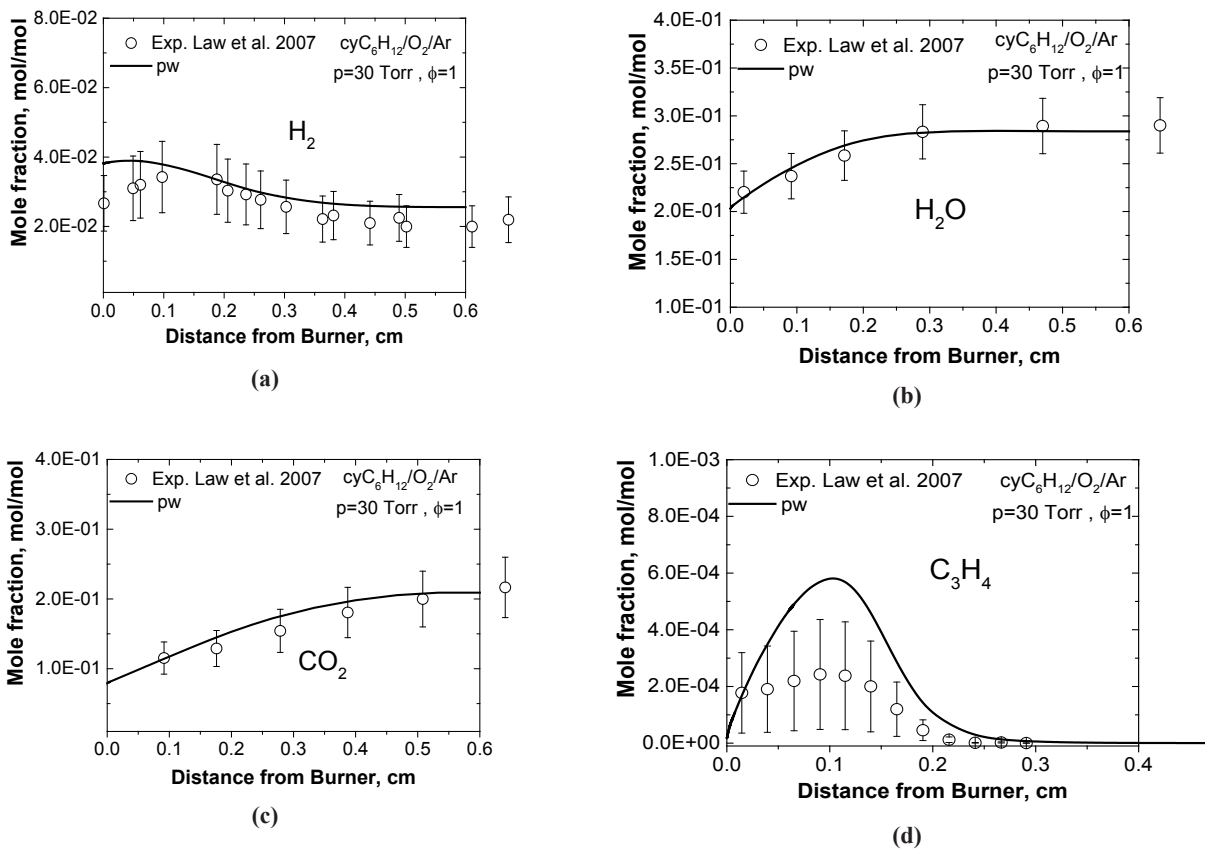 8.0E-02
6.0E-02
4.0E-02
2.0E-02
Mole fraction, mol/mol
Exp. Law et al. 2007
pw
cyC₆H₁₂/O₂/Ar
p=30 Torr , ϕ=1
H₂
0.0 0.1 0.2 0.3 0.4 0.5 0.6
Distance from Burner, cm
(a)
4.0E-01
3.5E-01
3.0E-01
2.5E-01
2.0E-01
1.5E-01
1.0E-01
Mole fraction, mol/mol
Exp. Law et al. 2007
pw
cyC₆H₁₂/O₂/Ar
p=30 Torr , ϕ=1
H₂O
0.0 0.1 0.2 0.3 0.4 0.5 0.6
Distance from Burner, cm
(b)
4.0E-01
3.0E-01
2.0E-01
1.0E-01
Mole fraction, mol/mol
Exp. Law et al. 2007
pw
cyC₆H₁₂/O₂/Ar
p=30 Torr , ϕ=1
CO₂
0.0 0.1 0.2 0.3 0.4 0.5 0.6
Distance from Burner, cm
(c)
1.0E-03
8.0E-04
6.0E-04
4.0E-04
2.0E-04
0.0E+00
Mole fraction, mol/mol
Exp. Law et al. 2007
pw
cyC₆H₁₂/O₂/Ar
p=30 Torr , ϕ=1
C₃H₄
0.0 0.1 0.2 0.3 0.4
Distance from Burner, cm
(d)